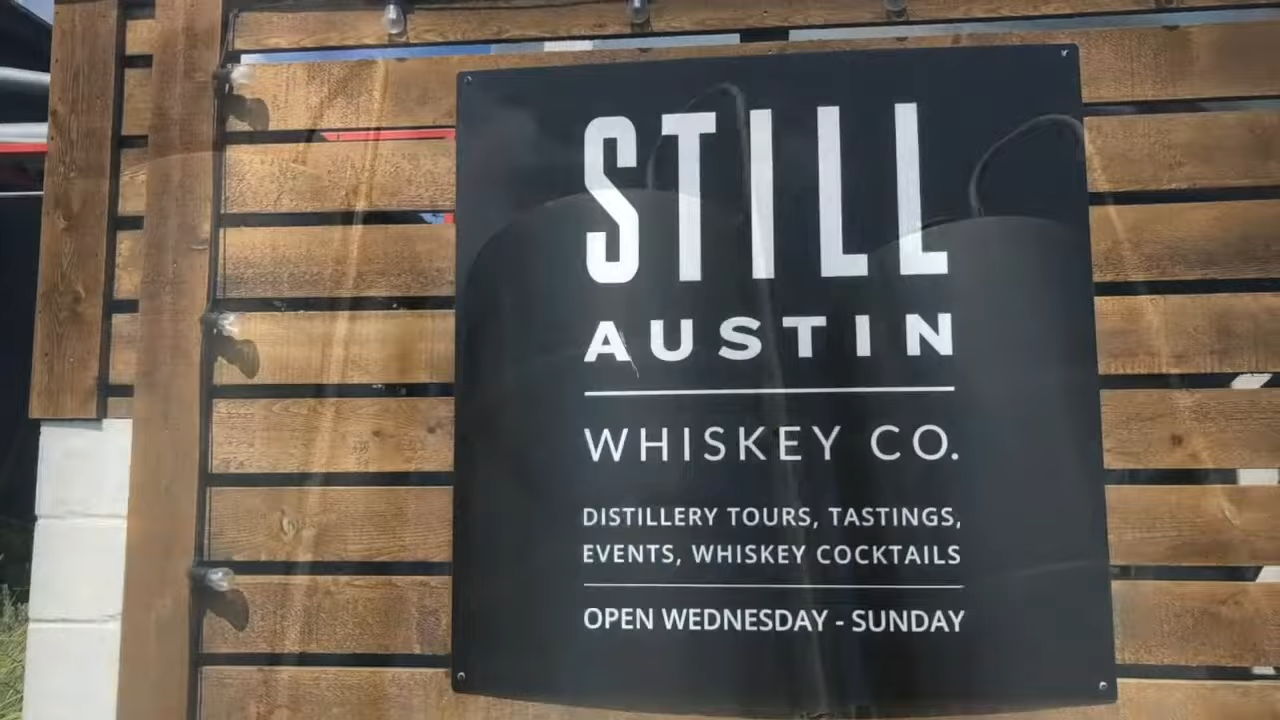 STILL
AUSTIN
WHISKEY CO.
DISTILLERY TOURS, TASTINGS,
EVENTS, WHISKEY COCKTAILS
OPEN WEDNESDAY - SUNDAY